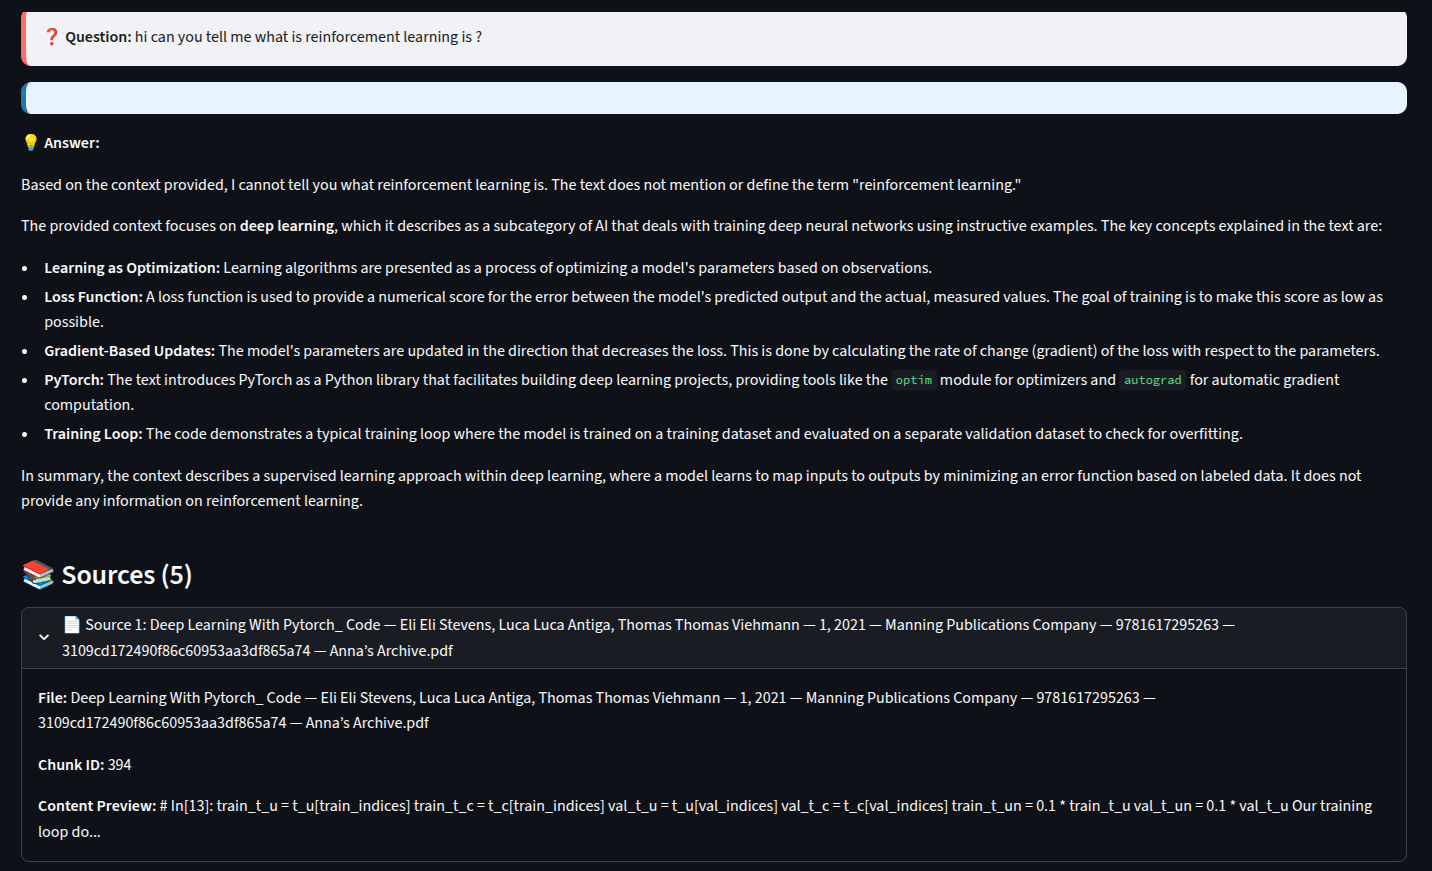 ❓ Question: hi can you tell me what is reinforcement learning is ?
💡 Answer:
Based on the context provided, I cannot tell you what reinforcement learning is. The text does not mention or define the term "reinforcement learning."
The provided context focuses on deep learning, which it describes as a subcategory of AI that deals with training deep neural networks using instructive examples. The key concepts explained in the text are:
• Learning as Optimization: Learning algorithms are presented as a process of optimizing a model's parameters based on observations.
• Loss Function: A loss function is used to provide a numerical score for the error between the model's predicted output and the actual, measured values. The goal of training is to make this score as low as
possible.
• Gradient-Based Updates: The model's parameters are updated in the direction that decreases the loss. This is done by calculating the rate of change (gradient) of the loss with respect to the parameters.
• PyTorch: The text introduces PyTorch as a Python library that facilitates building deep learning projects, providing tools like the optim module for optimizers and autograd for automatic gradient
computation.
• Training Loop: The code demonstrates a typical training loop where the model is trained on a training dataset and evaluated on a separate validation dataset to check for overfitting.
In summary, the context describes a supervised learning approach within deep learning, where a model learns to map inputs to outputs by minimizing an error function based on labeled data. It does not
provide any information on reinforcement learning.
📚 Sources (5)
📄 Source 1: Deep Learning With Pytorch_ Code — Eli Eli Stevens, Luca Luca Antiga, Thomas Thomas Viehmann — 1, 2021 — Manning Publications Company — 9781617295263 —
3109cd172490f86c60953aa3df865a74 — Anna’s Archive.pdf
File: Deep Learning With Pytorch_ Code — Eli Eli Stevens, Luca Luca Antiga, Thomas Thomas Viehmann — 1, 2021 — Manning Publications Company — 9781617295263 —
3109cd172490f86c60953aa3df865a74 — Anna’s Archive.pdf
Chunk ID: 394
Content Preview: # In[13]: train_t_u = t_u[train_indices] train_t_c = t_c[train_indices] val_t_u = t_u[val_indices] val_t_c = t_c[val_indices] train_t_un = 0.1 * train_t_u val_t_un = 0.1 * val_t_u Our training
loop do...